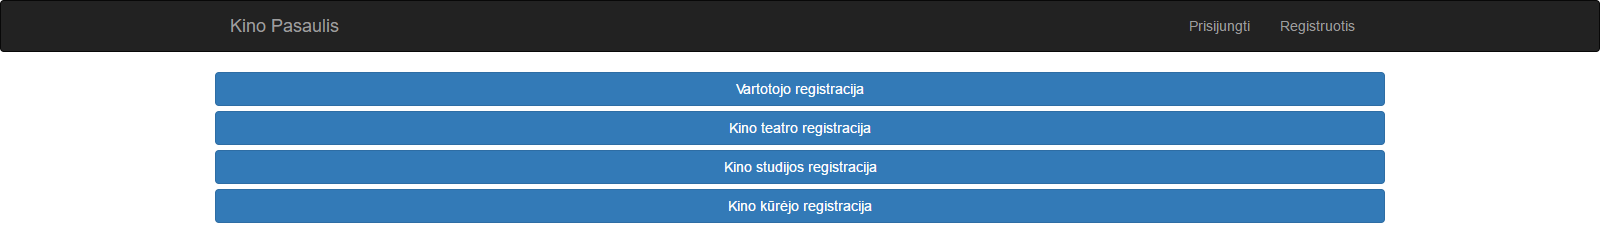 Kino Pasaulis
Prisijungti Registruotis
Vartotojo registracija
Kino teatro registracija
Kino studijos registracija
Kino kūrėjo registracija